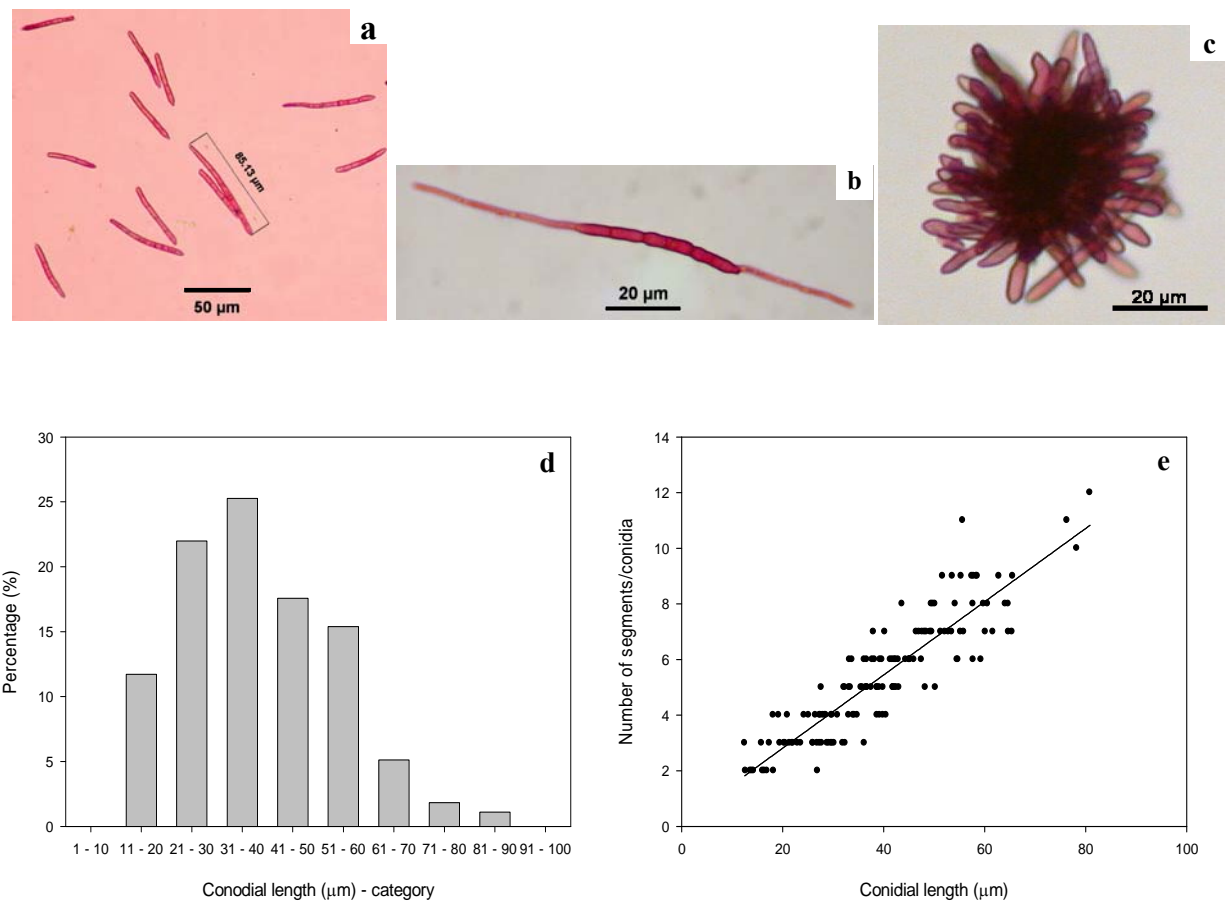 a
85.13 µm
50 µm
b
20 µm
c
20 µm
d
30
25
20
15
10
5
0
Percentage (%)
1 - 10 11 - 20 21 - 30 31 - 40 41 - 50 51 - 60 61 - 70 71 - 80 81 - 90 91 - 100
Conodial length (μm) - category
e
14
12
10
8
6
4
2
0
Number of segments/conidia
0 20 40 60 80 100
Conidial length (μm)